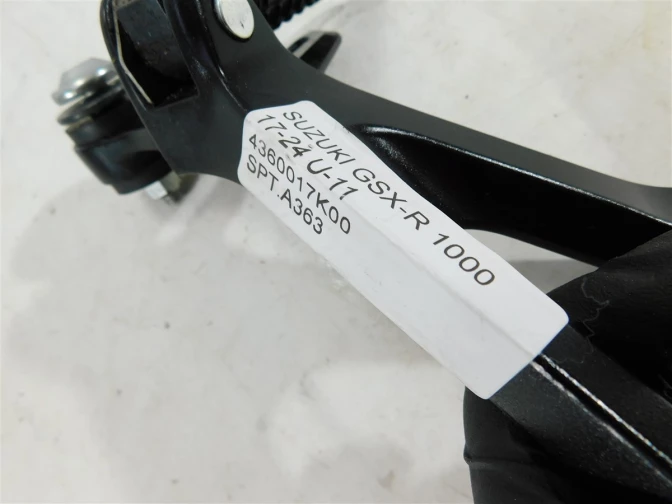 SUZUKI GSX-R 1000
17-24 U-11
4360017K00
SPT.A363